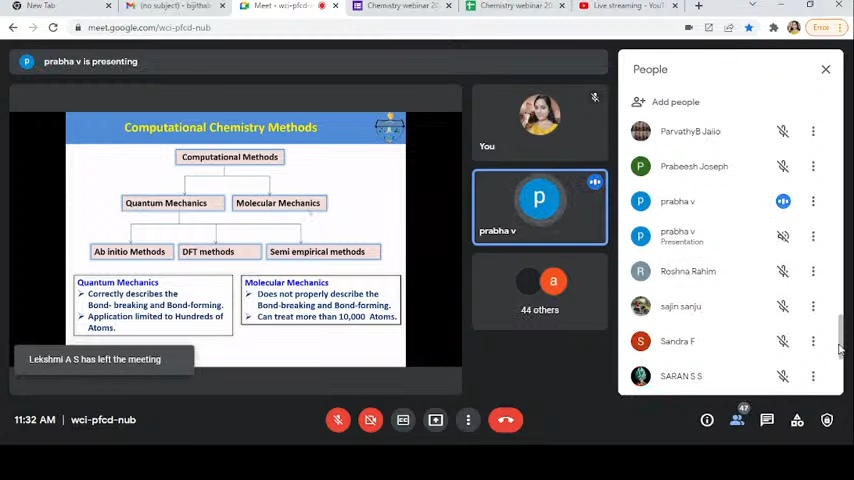 New Tab
(no subject) - bijithab
Meet - wci-pfcd-
Chemistry webinar 20
Chemistry webinar 20
Live streaming - YouT
meet.google.com/wci-pfcd-nub
Error
prabha v is presenting
Computational Chemistry Methods
Computational Methods
Quantum Mechanics
Molecular Mechanics
Ab initio Methods
DFT methods
Semi empirical methods
Quantum Mechanics
Correctly describes the
Bond- breaking and Bond-forming.
Application limited to Hundreds of
Atoms.
Molecular Mechanics
Does not properly describe the
Bond-breaking and Bond-forming.
Can treat more than 10,000 Atoms.
Lekshmi A S has left the meeting
You
p
prabha v
a
44 others
People
Add people
ParvathyB Jaiio
P
Prabeesh Joseph
p
prabha v
p
prabha v
Presentation
R
Roshna Rahim
sajin sanju
S
Sandra F
SARAN S S
11:32 AM | wci-pfcd-nub
47